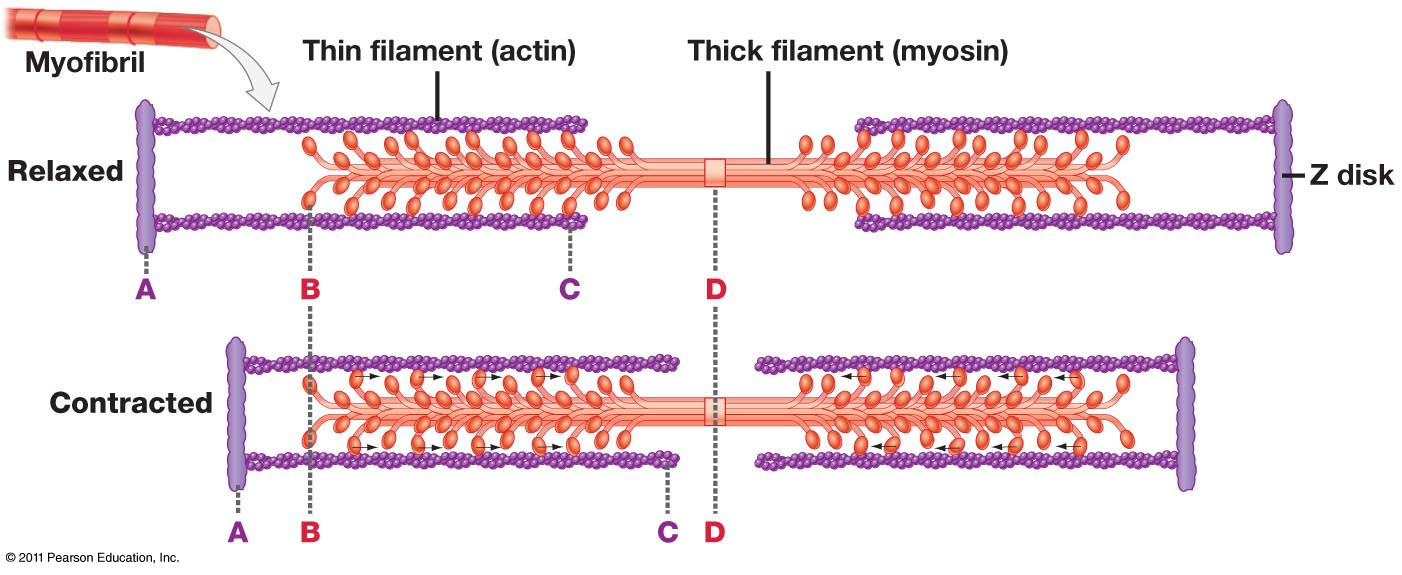 Myofibril
Thin filament (actin)
Thick filament (myosin)
Relaxed
Z disk
A
B
C
D
Contracted
A
B
C
D
© 2011 Pearson Education, Inc.